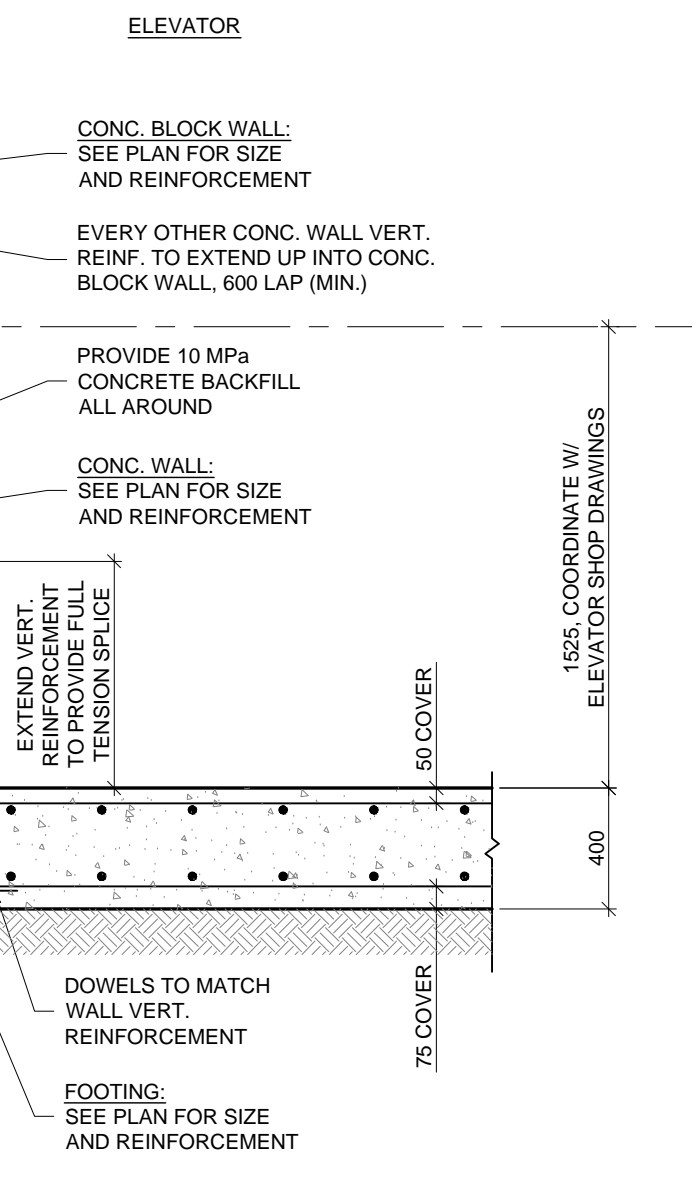 ELEVATOR
CONC. BLOCK WALL:
SEE PLAN FOR SIZE
AND REINFORCEMENT
EVERY OTHER CONC. WALL VERT.
REINF. TO EXTEND UP INTO CONC.
BLOCK WALL, 600 LAP (MIN.)
PROVIDE 10 MPa
CONCRETE BACKFILL
ALL AROUND
CONC. WALL:
SEE PLAN FOR SIZE
AND REINFORCEMENT
1525, COORDINATE W/
ELEVATOR SHOP DRAWINGS
EXTEND VERT.
REINFORCEMENT
TO PROVIDE FULL
TENSION SPLICE
50 COVER
400
75 COVER
DOWELS TO MATCH
WALL VERT.
REINFORCEMENT
FOOTING:
SEE PLAN FOR SIZE
AND REINFORCEMENT